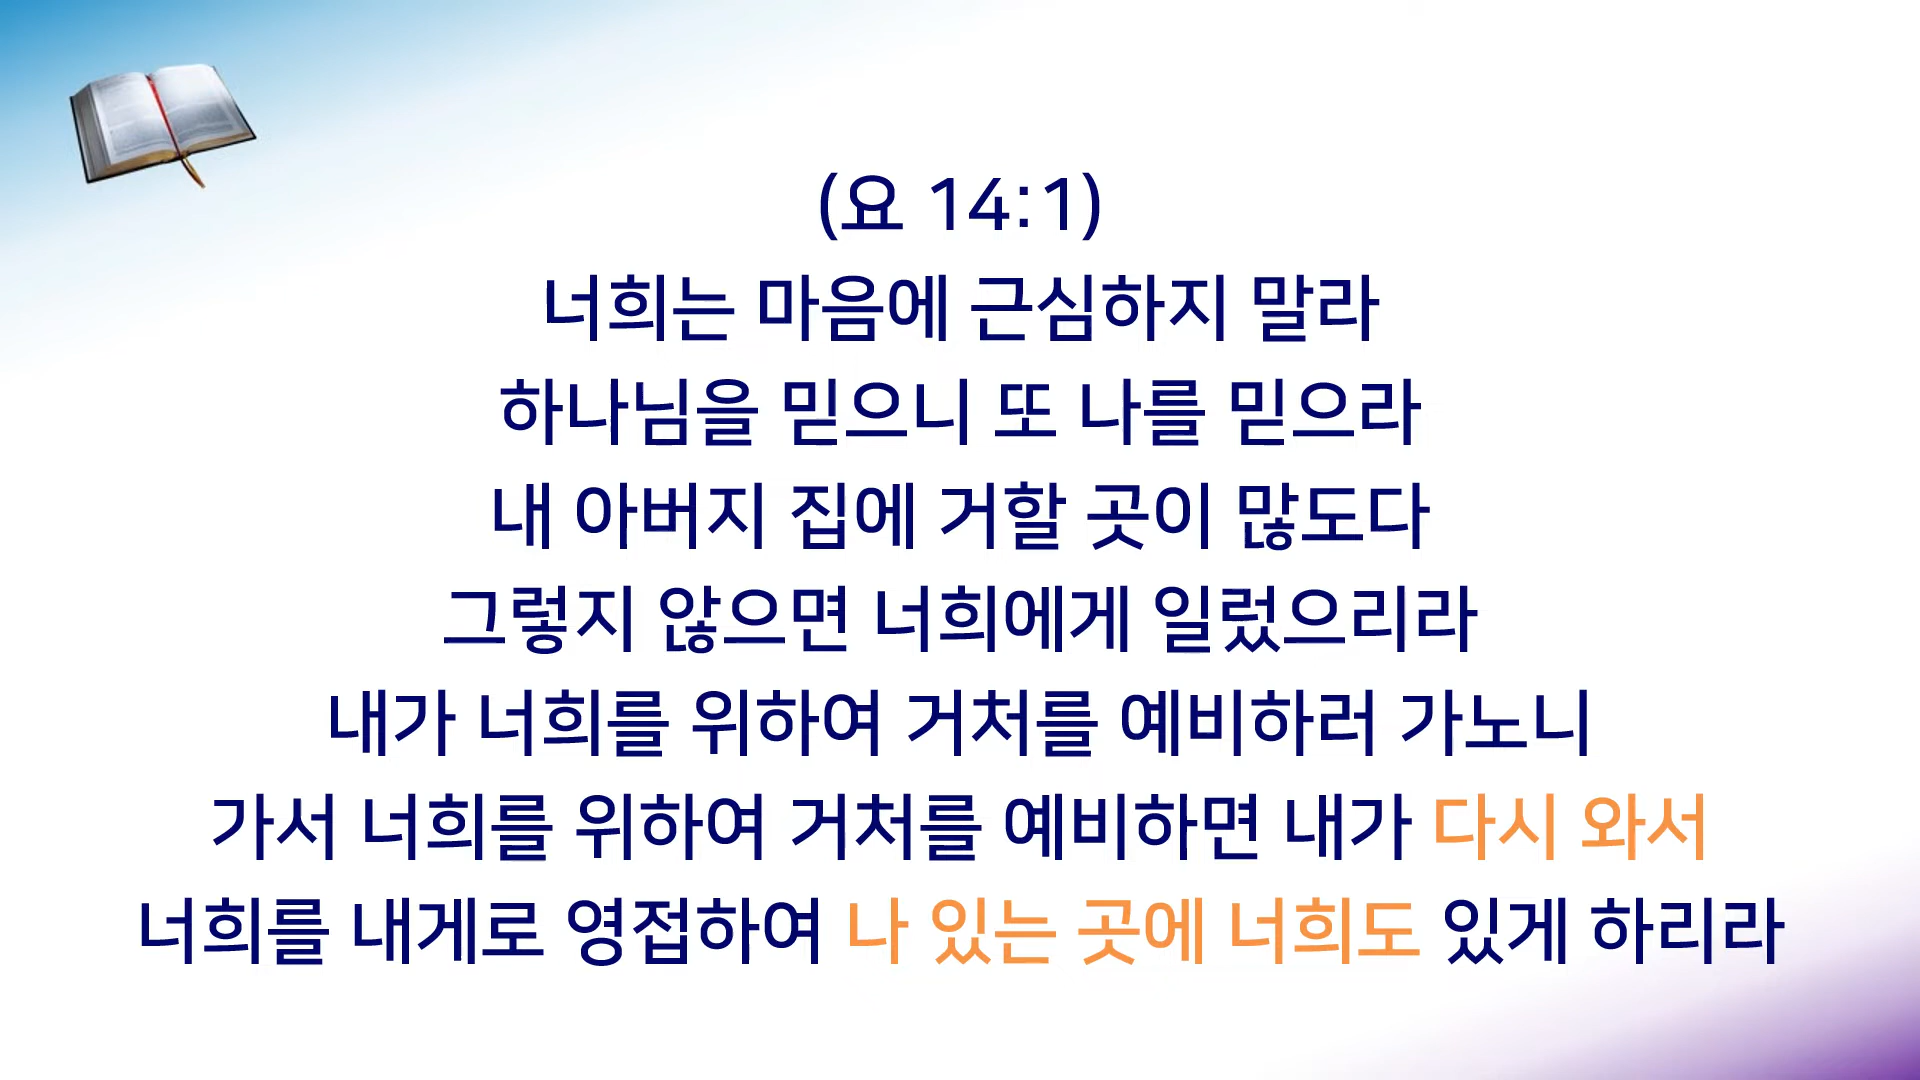 (요 14:1)
너희는 마음에 근심하지 말라
하나님을 믿으니 또 나를 믿으라
내 아버지 집에 거할 곳이 많도다
그렇지 않으면 너희에게 일렀으리라
내가 너희를 위하여 거처를 예비하러 가노니
가서 너희를 위하여 거처를 예비하면 내가 다시 와서
너희를 내게로 영접하여 나 있는 곳에 너희도 있게 하리라